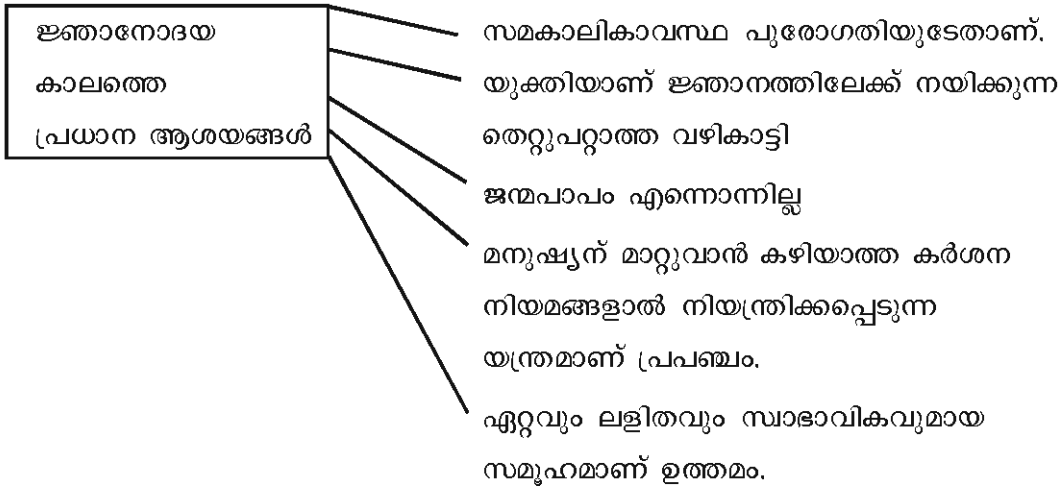 ജ്ഞാനോദയ
കാലത്തെ
പ്രധാന ആശയങ്ങൾ
സമകാലികാവസ്ഥ പുരോഗതിയുടേതാണ്.
യുക്തിയാണ് ജ്ഞാനത്തിലേക്ക് നയിക്കുന്ന
തെറ്റുപറ്റാത്ത വഴികാട്ടി
ജന്മപാപം എന്നൊന്നില്ല
മനുഷ്യന് മാറ്റുവാൻ കഴിയാത്ത കർശന
നിയമങ്ങളാൽ നിയന്ത്രിക്കപ്പെടുന്ന
യന്ത്രമാണ് പ്രപഞ്ചം.
ഏറ്റവും ലളിതവും സ്വാഭാവികവുമായ
സമൂഹമാണ് ഉത്തമം.